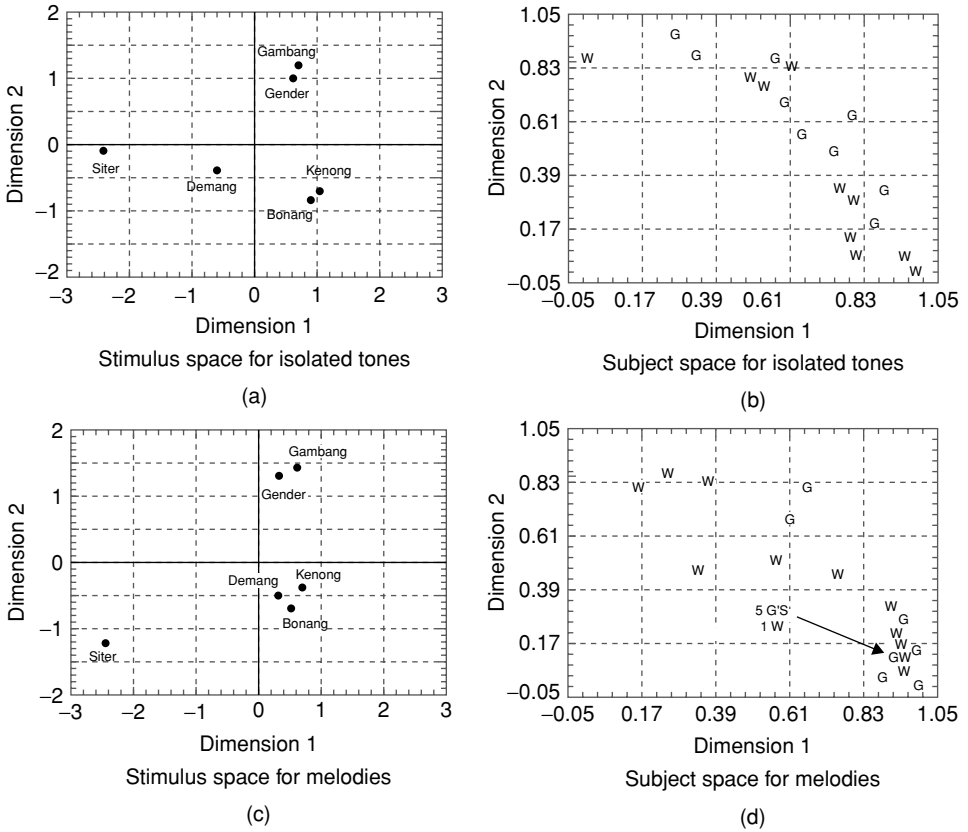 2
1
0
−1
−2
−3
−2
−1
0
1
2
3
Dimension 2
Dimension 1
Gambang
Gender
Siter
Demang
Kenong
Bonang
Stimulus space for isolated tones
(a)
1.05
0.83
0.61
0.39
0.17
−0.05
−0.05
0.17
0.39
0.61
0.83
1.05
Dimension 2
Dimension 1
G
W
G
G
W
W
W
G
G
G
G
W
G
W
G
W
W
W
W
Subject space for isolated tones
(b)
2
1
0
−1
−2
−3
−2
−1
0
1
2
3
Dimension 2
Dimension 1
Gambang
Gender
Demang
Kenong
Bonang
Siter
Stimulus space for melodies
(c)
1.05
0.83
0.61
0.39
0.17
−0.05
−0.05
0.17
0.39
0.61
0.83
1.05
Dimension 2
Dimension 1
W
W
W
G
G
W
W
W
5 G'S
1 W
W
G
W
W
G
G
W
W
G
G
Subject space for melodies
(d)